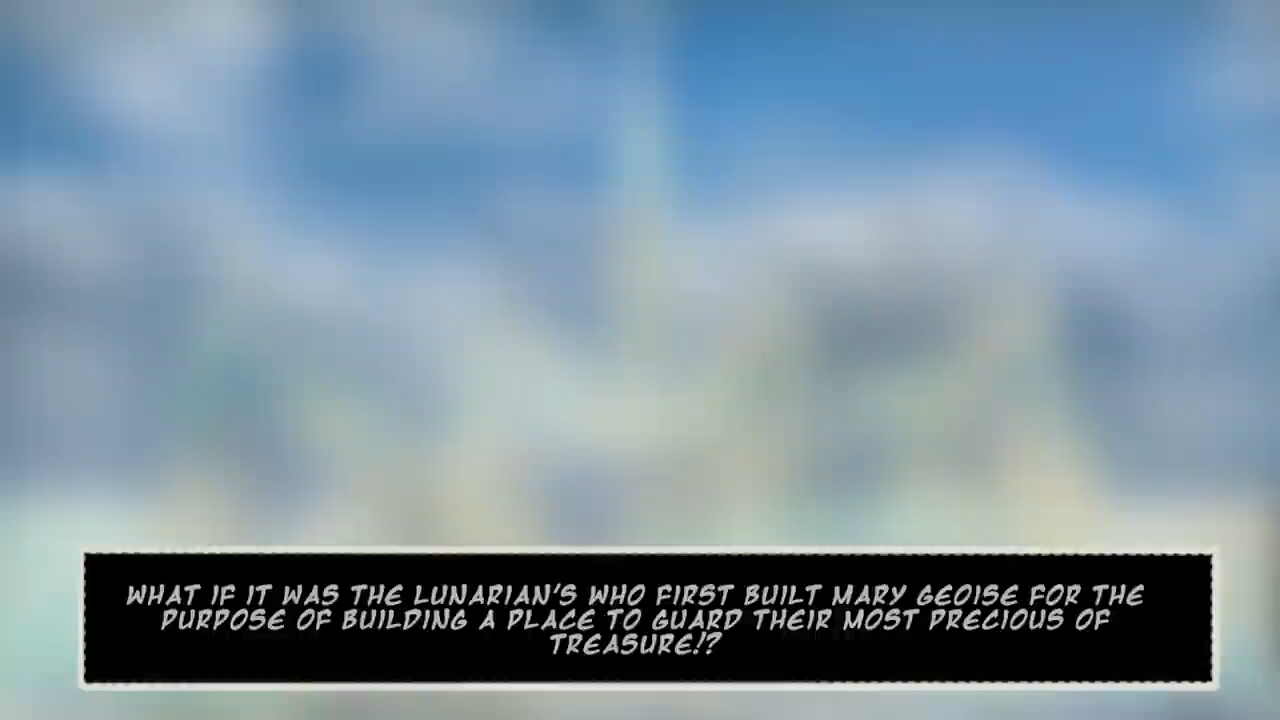 WHAT IF IT WAS THE LUNARIAN'S WHO FIRST BUILT MARY GEOISE FOR THE
PURPOSE OF BUILDING A PLACE TO GUARD THEIR MOST PRECIOUS OF
TREASURE!?